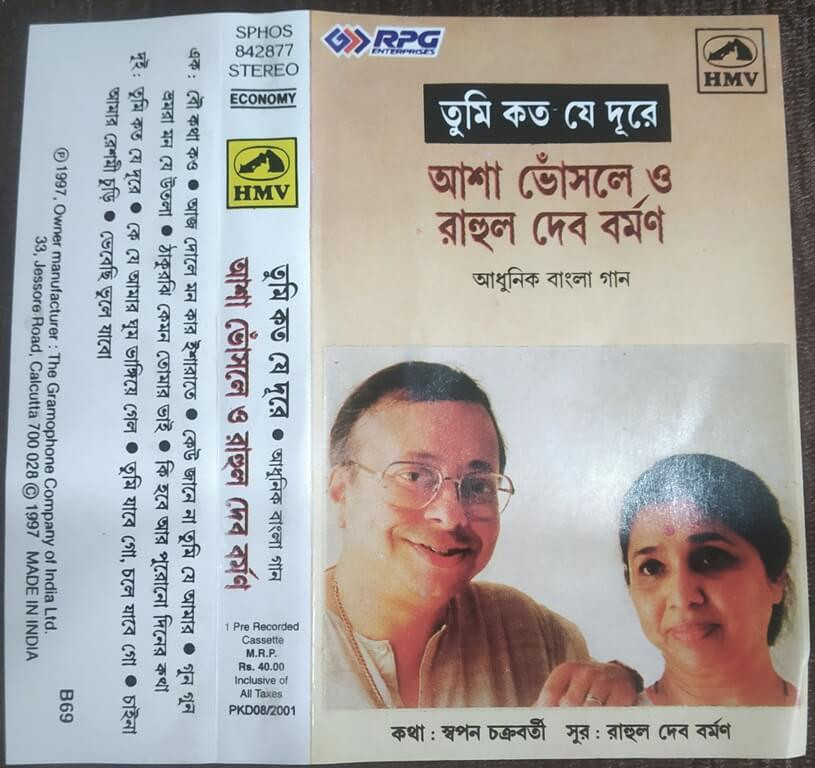 SPHOS
842877
STEREO
ECONOMY
HMV
তুমি কত যে দূরে ● আধুনিক বাংলা গান
আশা ভোঁসলে ও রাহুল দেব বর্মণ
1 Pre Recorded
Cassette
M.R.P.
Rs. 40.00
Inclusive of
All Taxes
PKD08/2001
RPG
ENTERPRISES
HMV
তুমি কত যে দূরে
আশা ভোঁসলে ও
রাহুল দেব বর্মণ
আধুনিক বাংলা গান
কথা : স্বপন চক্রবর্তী সুর : রাহুল দেব বর্মণ
এক : বৌ কথা কও ● আজ দোলে মন কার ইশারাতে ● কেউ জানে না তুমি যে আমার ● গুন গুন
ভ্রমরা মন যে উতলা ● ঠাকুরঝি কেমন তোমার ভাই ● কি হবে আর পুরোনো দিনের কথা
দুই : তুমি কত যে দূরে ● কে যে আমার ঘুম ভাঙ্গিয়ে গেল ● তুমি যাবে গো, চলে যাবে গো ● চাইনা
আমার রেশমী চুড়ি ● ভেবেছি ভুলে যাবো
℗ 1997, Owner manufacturer : The Gramophone Company of India Ltd.
33, Jessore Road, Calcutta 700 028 © 1997 MADE IN INDIA
B69